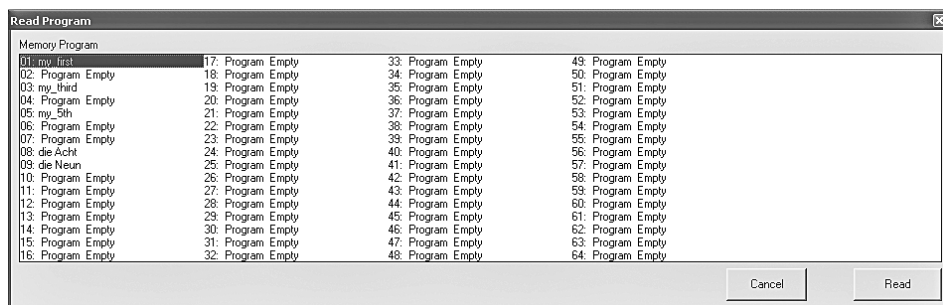 Read Program
Memory Program
01: my_first
02: Program Empty
03: my_third
04: Program Empty
05: my_5th
06: Program Empty
07: Program Empty
08: die Acht
09: die Neun
10: Program Empty
11: Program Empty
12: Program Empty
13: Program Empty
14: Program Empty
15: Program Empty
16: Program Empty
17: Program Empty
18: Program Empty
19: Program Empty
20: Program Empty
21: Program Empty
22: Program Empty
23: Program Empty
24: Program Empty
25: Program Empty
26: Program Empty
27: Program Empty
28: Program Empty
29: Program Empty
30: Program Empty
31: Program Empty
32: Program Empty
33: Program Empty
34: Program Empty
35: Program Empty
36: Program Empty
37: Program Empty
38: Program Empty
39: Program Empty
40: Program Empty
41: Program Empty
42: Program Empty
43: Program Empty
44: Program Empty
45: Program Empty
46: Program Empty
47: Program Empty
48: Program Empty
49: Program Empty
50: Program Empty
51: Program Empty
52: Program Empty
53: Program Empty
54: Program Empty
55: Program Empty
56: Program Empty
57: Program Empty
58: Program Empty
59: Program Empty
60: Program Empty
61: Program Empty
62: Program Empty
63: Program Empty
64: Program Empty
Cancel
Read